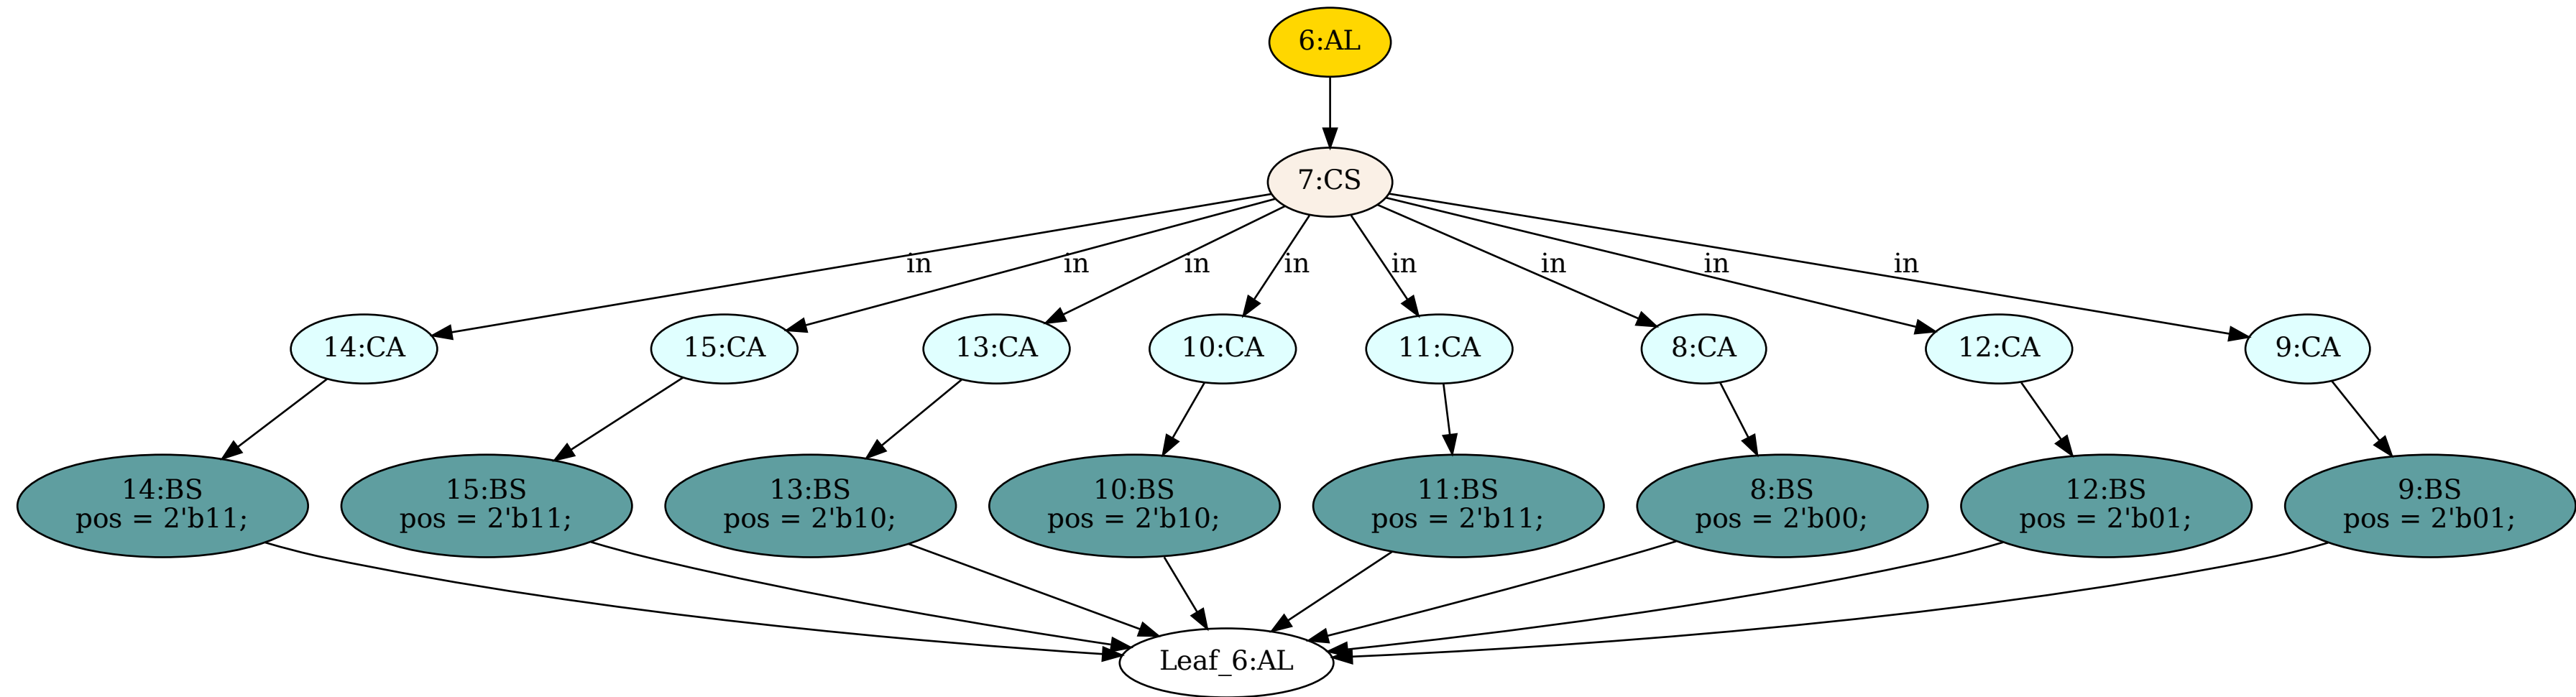 6:AL
7:CS
in
in
in
in
in
in
in
in
14:CA
15:CA
13:CA
10:CA
11:CA
8:CA
12:CA
9:CA
14:BS
pos = 2'b11;
15:BS
pos = 2'b11;
13:BS
pos = 2'b10;
10:BS
pos = 2'b10;
11:BS
pos = 2'b11;
8:BS
pos = 2'b00;
12:BS
pos = 2'b01;
9:BS
pos = 2'b01;
Leaf_6:AL